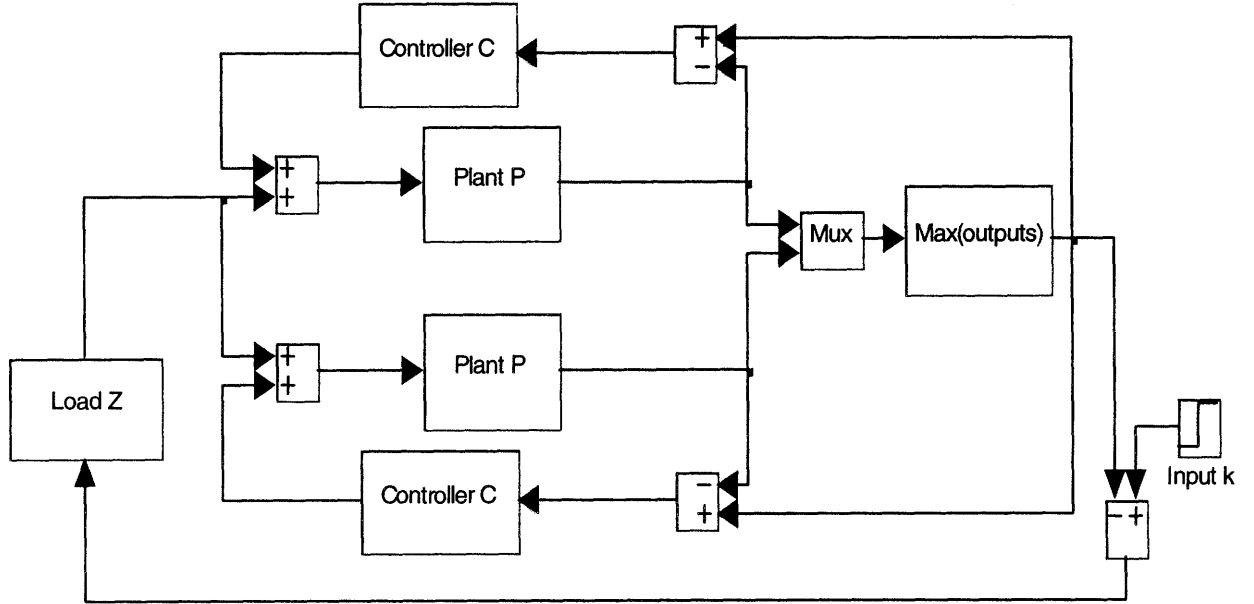 Controller C
+
−
+
+
Plant P
Mux
Max(outputs)
+
+
Plant P
Load Z
Controller C
−
+
Input k
− +